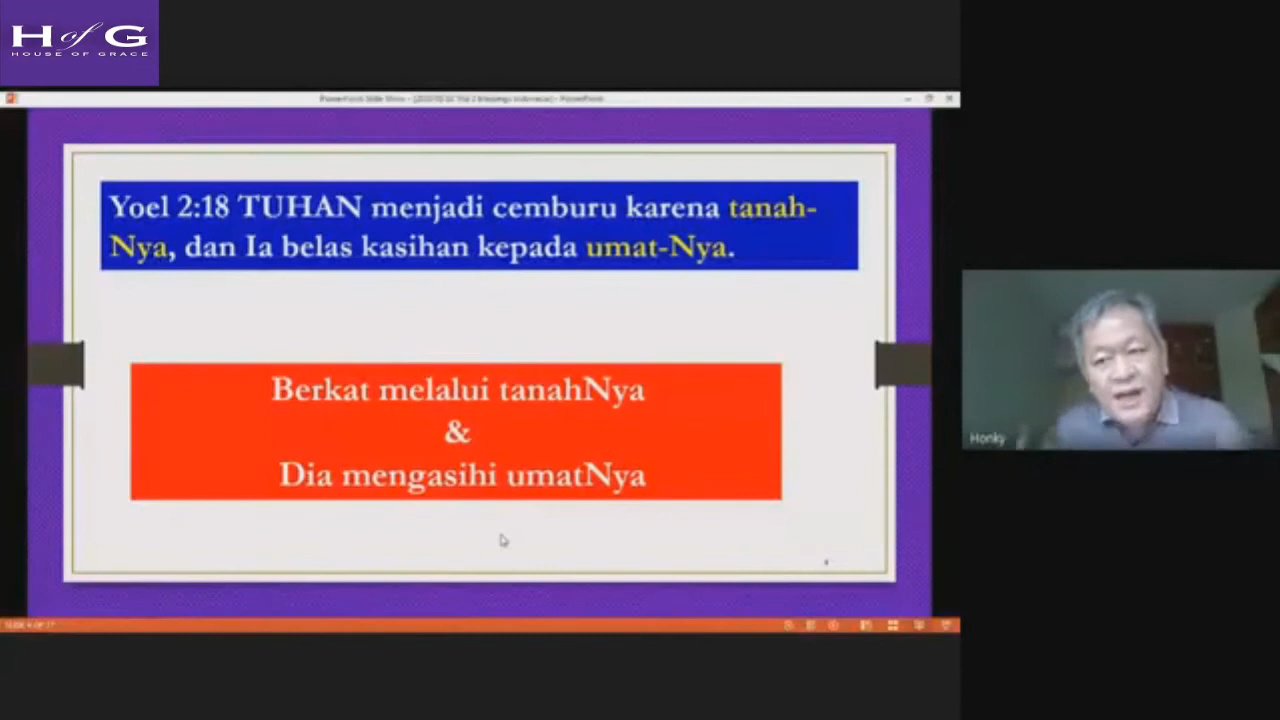 H of G
HOUSE OF GRACE
Yoel 2:18 TUHAN menjadi cemburu karena tanah-
Nya, dan Ia belas kasihan kepada umat-Nya.
Berkat melalui tanahNya
&
Dia mengasihi umatNya
Honky